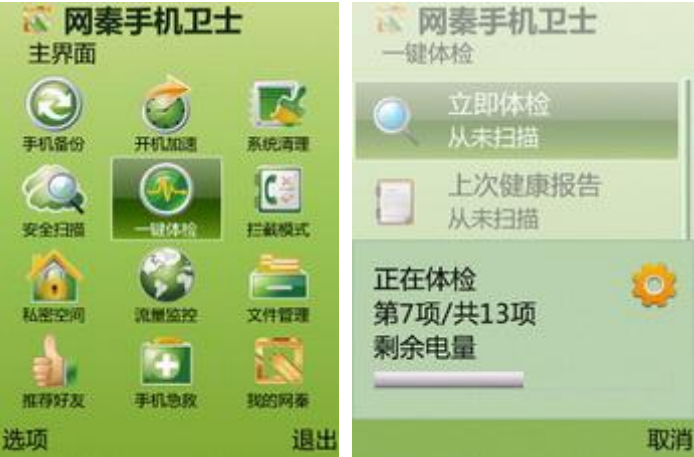 网秦手机卫士
主界面
手机备份 开机加速 系统清理
安全扫描 一键体检 拦截模式
私密空间 流量监控 文件管理
推荐好友 手机急救 我的网秦
选项 退出
网秦手机卫士
一键体检
立即体检
从未扫描
上次健康报告
从未扫描
正在体检
第7项/共13项
剩余电量
取消